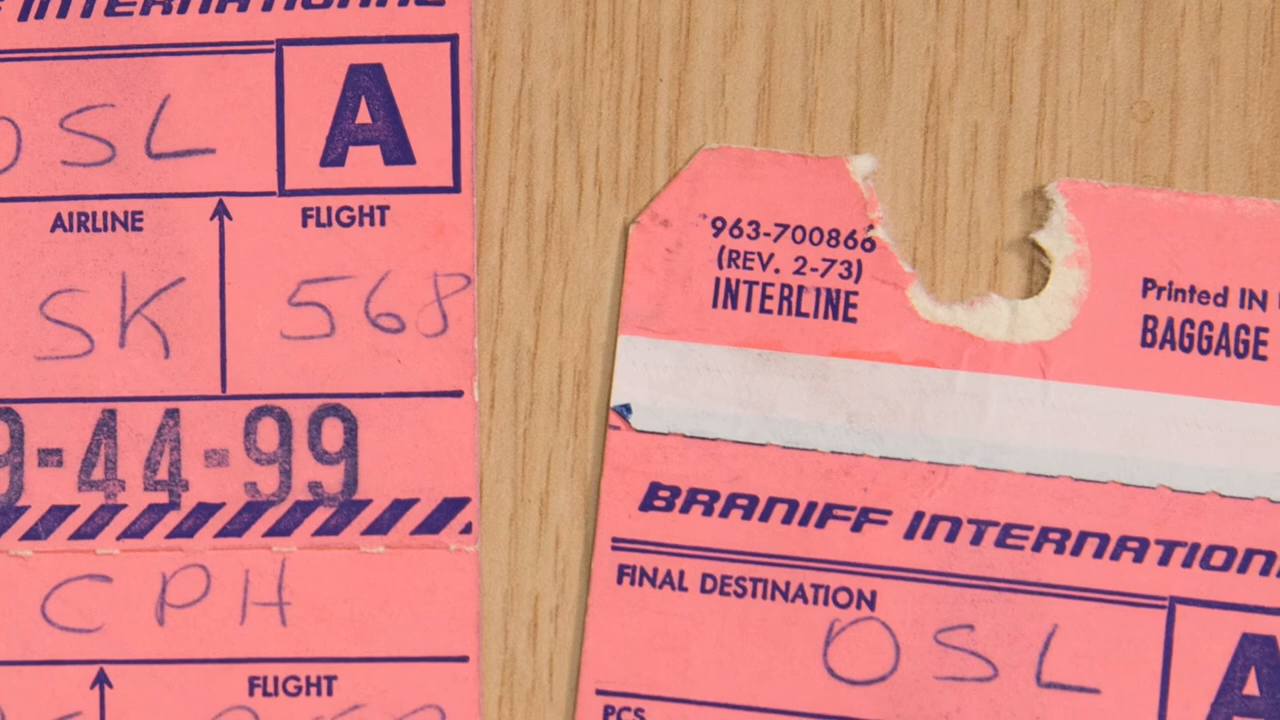 INTERNATIONAL
OSL A
AIRLINE FLIGHT
SK 568
9-44-99
CPH
FLIGHT
963-700866
(REV. 2-73)
INTERLINE
Printed IN
BAGGAGE
BRANIFF INTERNATION
FINAL DESTINATION
OSL A
PCS